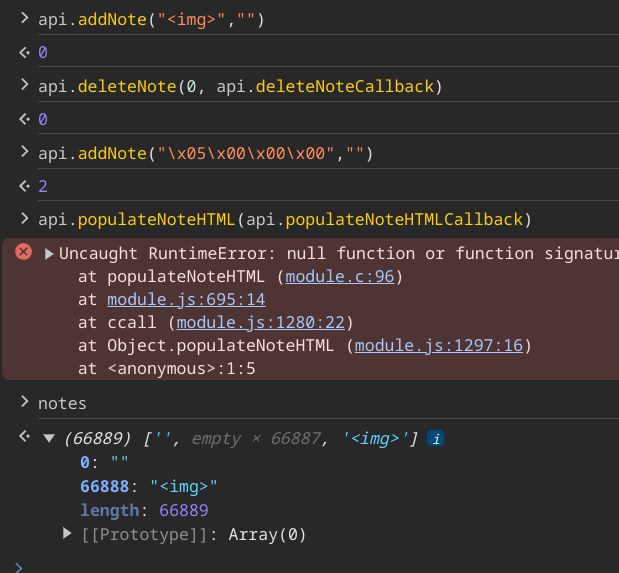 > api.addNote("<img>","")
0
> api.deleteNote(0, api.deleteNoteCallback)
0
> api.addNote("\x05\x00\x00\x00","")
2
> api.populateNoteHTML(api.populateNoteHTMLCallback)
▶Uncaught RuntimeError: null function or function signatu
at populateNoteHTML (module.c:96)
at module.js:695:14
at ccall (module.js:1280:22)
at Object.populateNoteHTML (module.js:1297:16)
at <anonymous>:1:5
> notes
▼ (66889) ['', empty × 66887, '<img>'] i
0: ""
66888: "<img>"
length: 66889
▶ [[Prototype]]: Array(0)
>